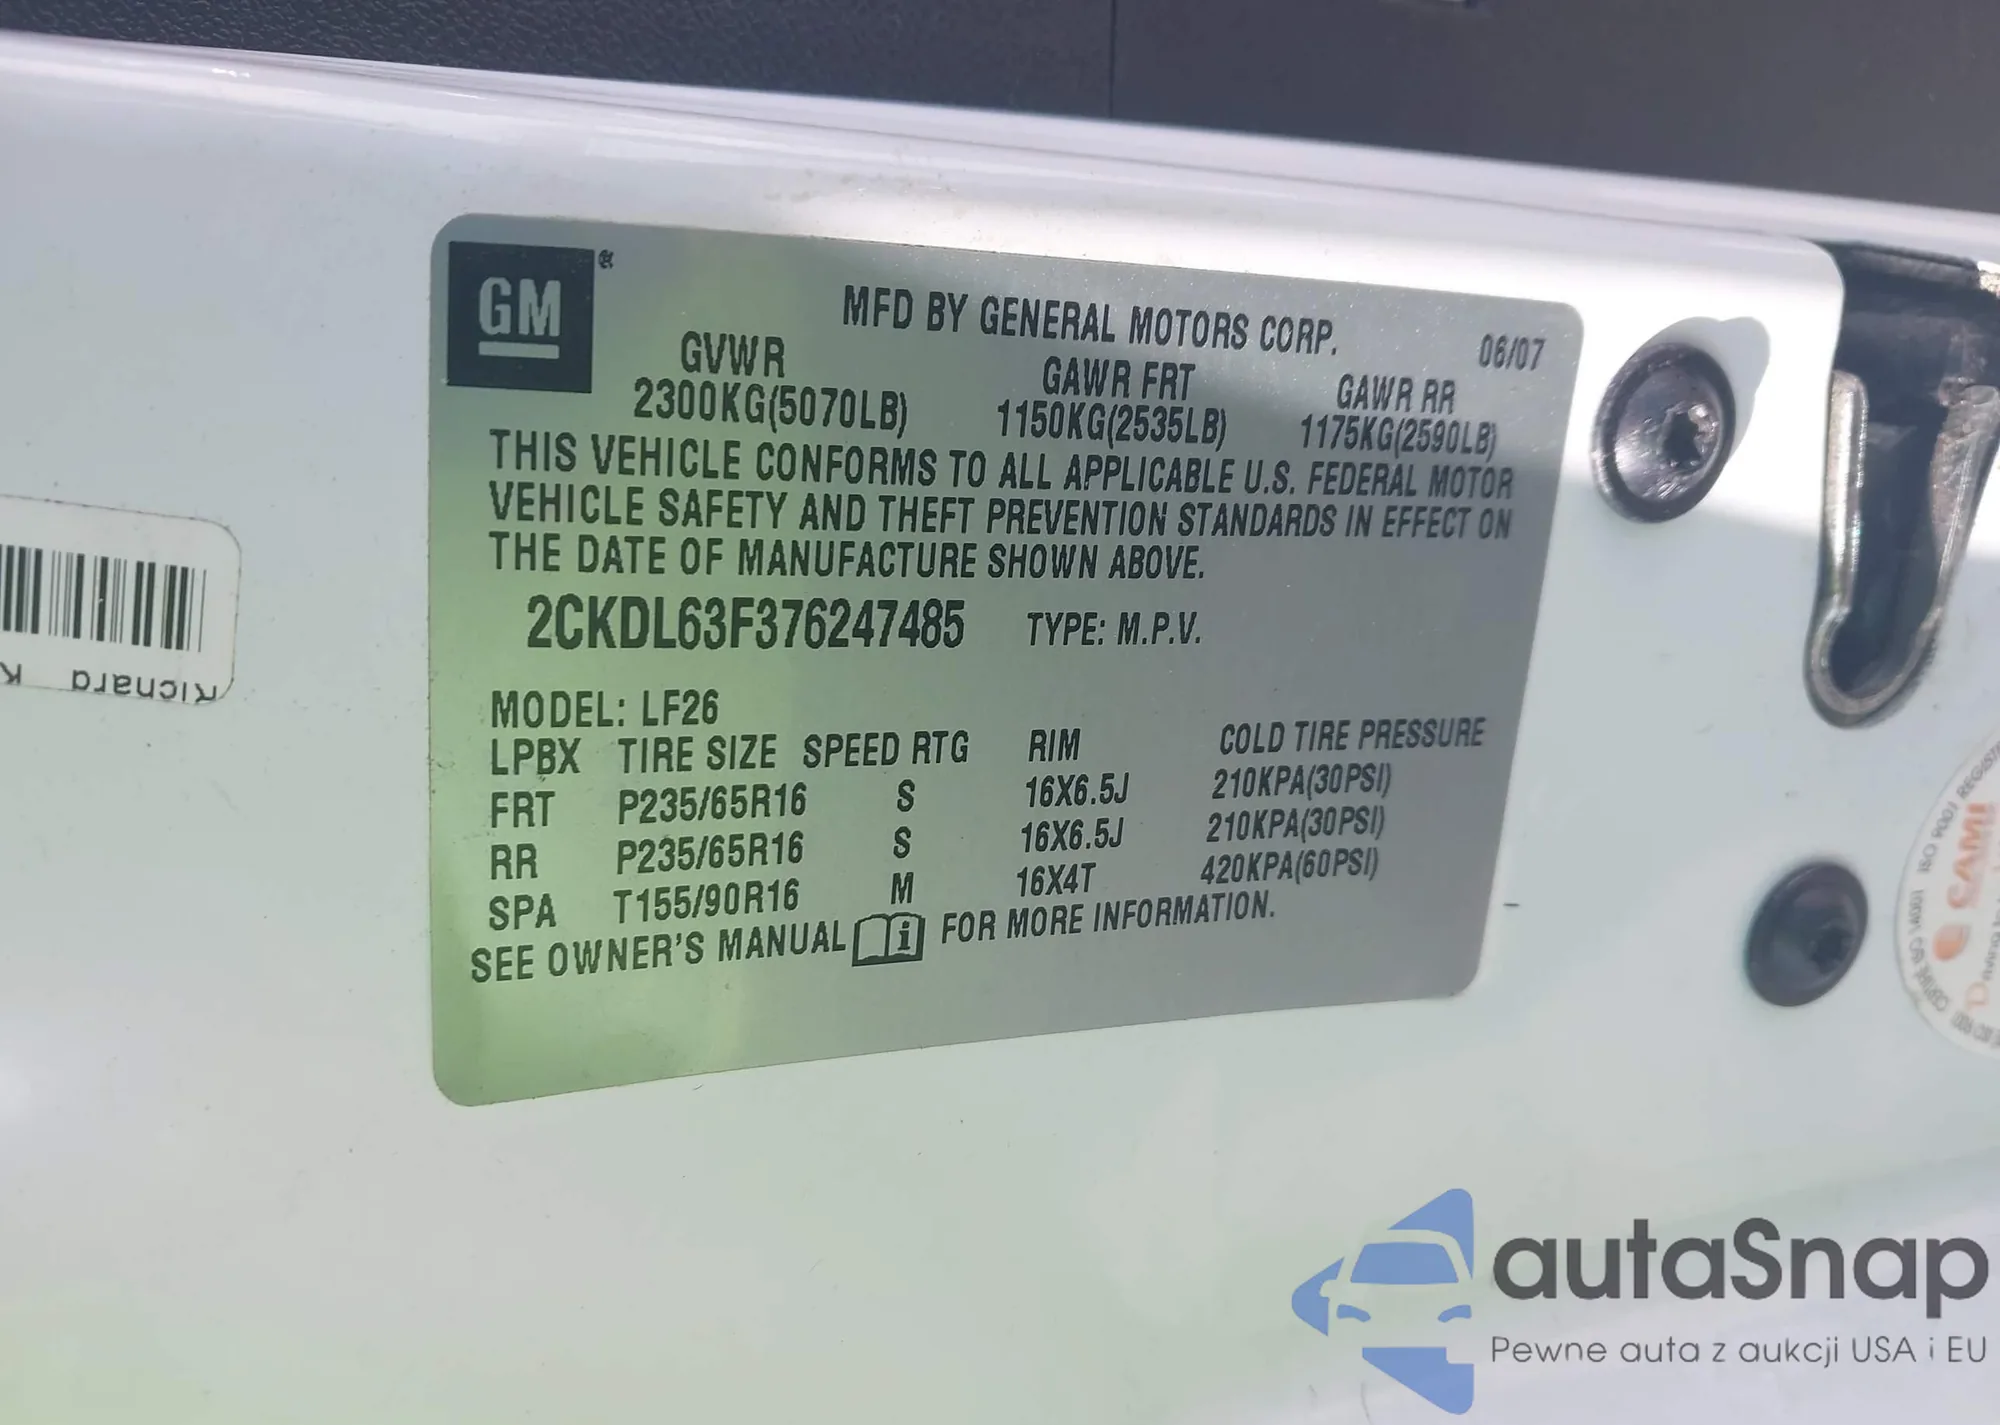 GM
MFD BY GENERAL MOTORS CORP. 06/07
GVWR GAWR FRT GAWR RR
2300KG(5070LB) 1150KG(2535LB) 1175KG(2590LB)
THIS VEHICLE CONFORMS TO ALL APPLICABLE U.S. FEDERAL MOTOR
VEHICLE SAFETY AND THEFT PREVENTION STANDARDS IN EFFECT ON
THE DATE OF MANUFACTURE SHOWN ABOVE.
2CKDL63F376247485 TYPE: M.P.V.
MODEL: LF26
LPBX TIRE SIZE SPEED RTG RIM COLD TIRE PRESSURE
FRT P235/65R16 S 16X6.5J 210KPA(30PSI)
RR P235/65R16 S 16X6.5J 210KPA(30PSI)
SPA T155/90R16 M 16X4T 420KPA(60PSI)
SEE OWNER'S MANUAL i FOR MORE INFORMATION.
Richard K
ISO 9001
CAMI
autaSnap
Pewne auta z aukcji USA i EU